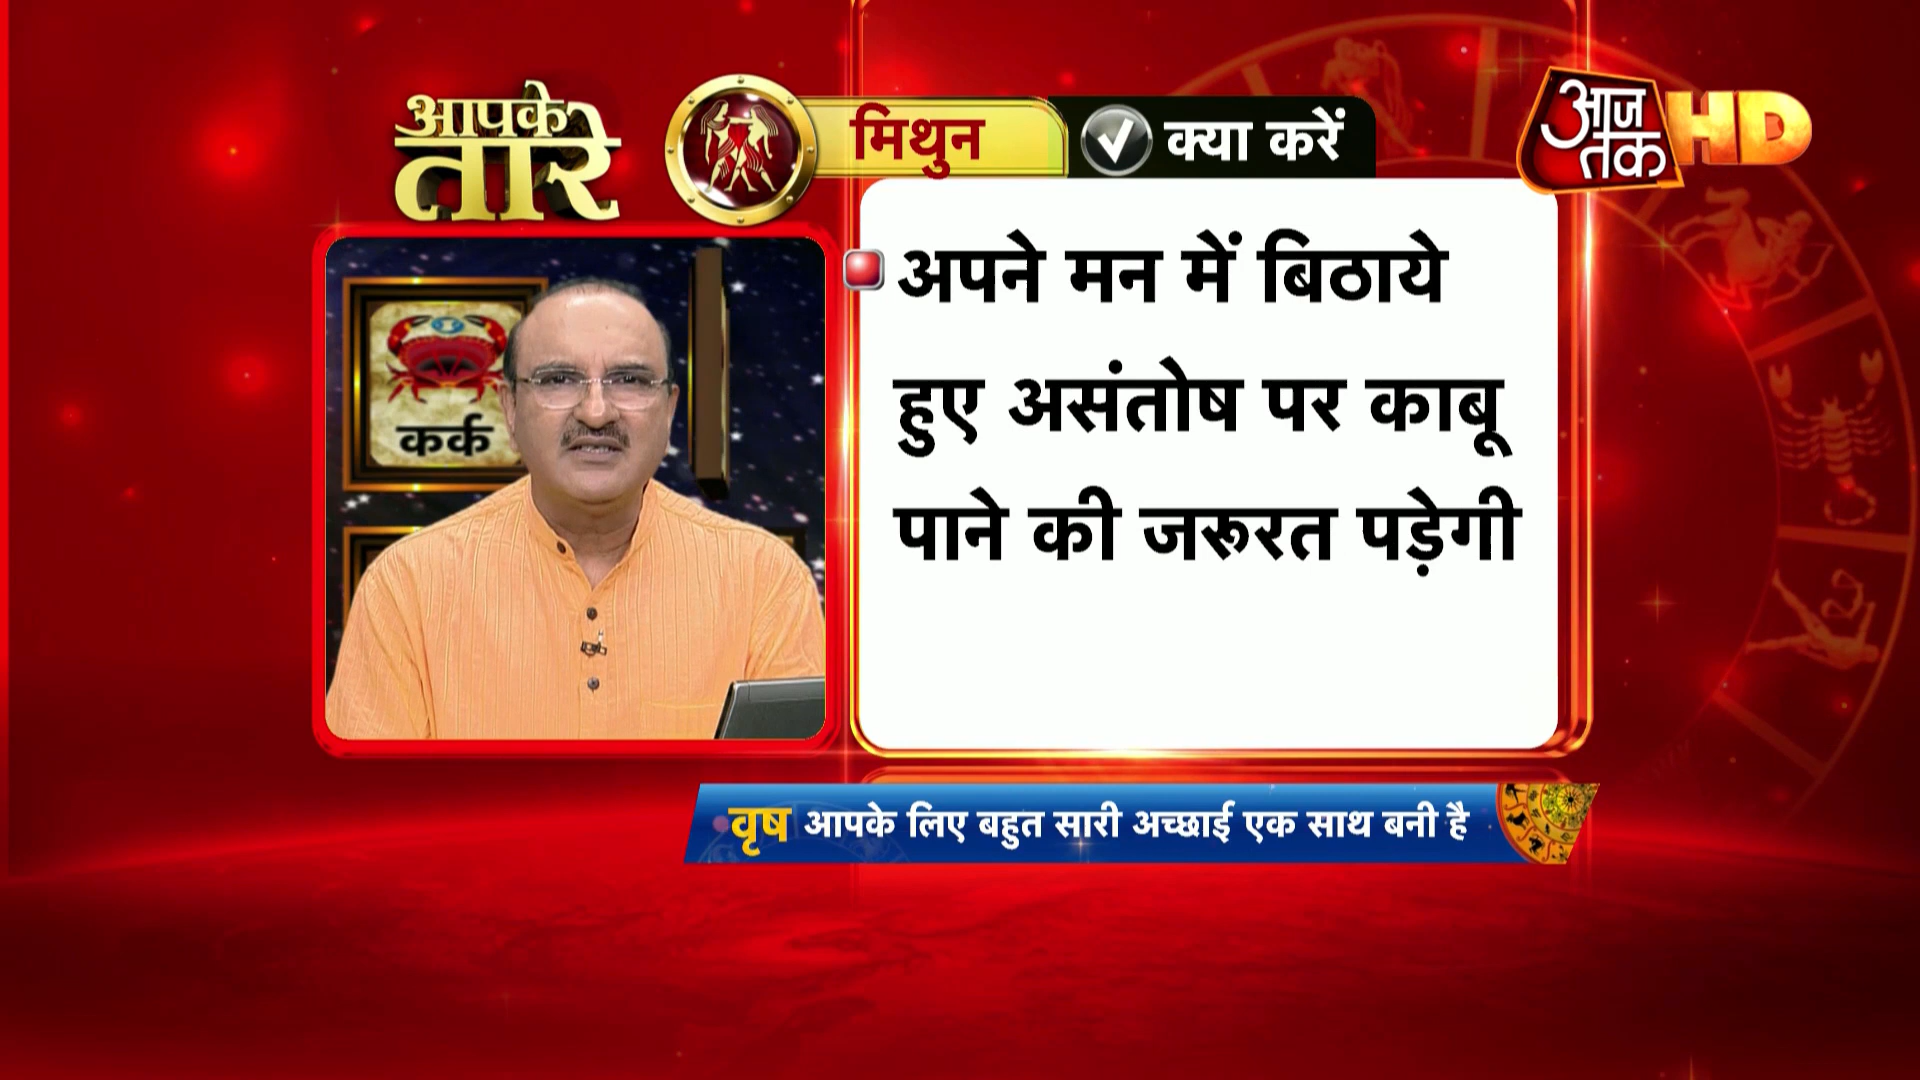 आपके
तारे
मिथुन
क्या करें
आज
तक
HD
कर्क
अपने मन में बिठाये
हुए असंतोष पर काबू
पाने की जरूरत पड़ेगी
वृष आपके लिए बहुत सारी अच्छाई एक साथ बनी है